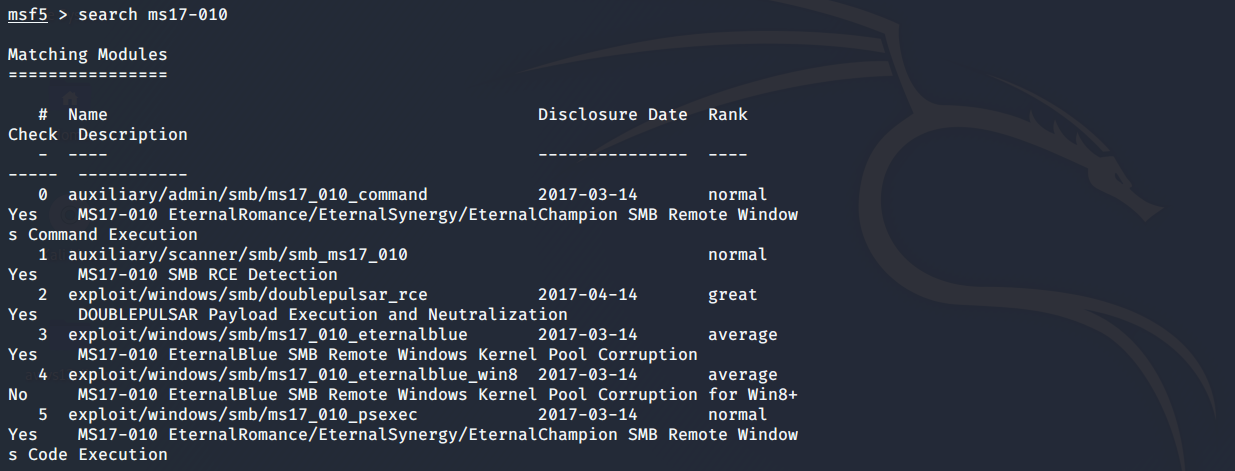 msf5 > search ms17-010
Matching Modules
================
# Name Disclosure Date Rank
Check Description
- ---- --------------- ----
----- -----------
0 auxiliary/admin/smb/ms17_010_command 2017-03-14 normal
Yes MS17-010 EternalRomance/EternalSynergy/EternalChampion SMB Remote Window
s Command Execution
1 auxiliary/scanner/smb/smb_ms17_010 normal
Yes MS17-010 SMB RCE Detection
2 exploit/windows/smb/doublepulsar_rce 2017-04-14 great
Yes DOUBLEPULSAR Payload Execution and Neutralization
3 exploit/windows/smb/ms17_010_eternalblue 2017-03-14 average
Yes MS17-010 EternalBlue SMB Remote Windows Kernel Pool Corruption
4 exploit/windows/smb/ms17_010_eternalblue_win8 2017-03-14 average
No MS17-010 EternalBlue SMB Remote Windows Kernel Pool Corruption for Win8+
5 exploit/windows/smb/ms17_010_psexec 2017-03-14 normal
Yes MS17-010 EternalRomance/EternalSynergy/EternalChampion SMB Remote Window
s Code Execution